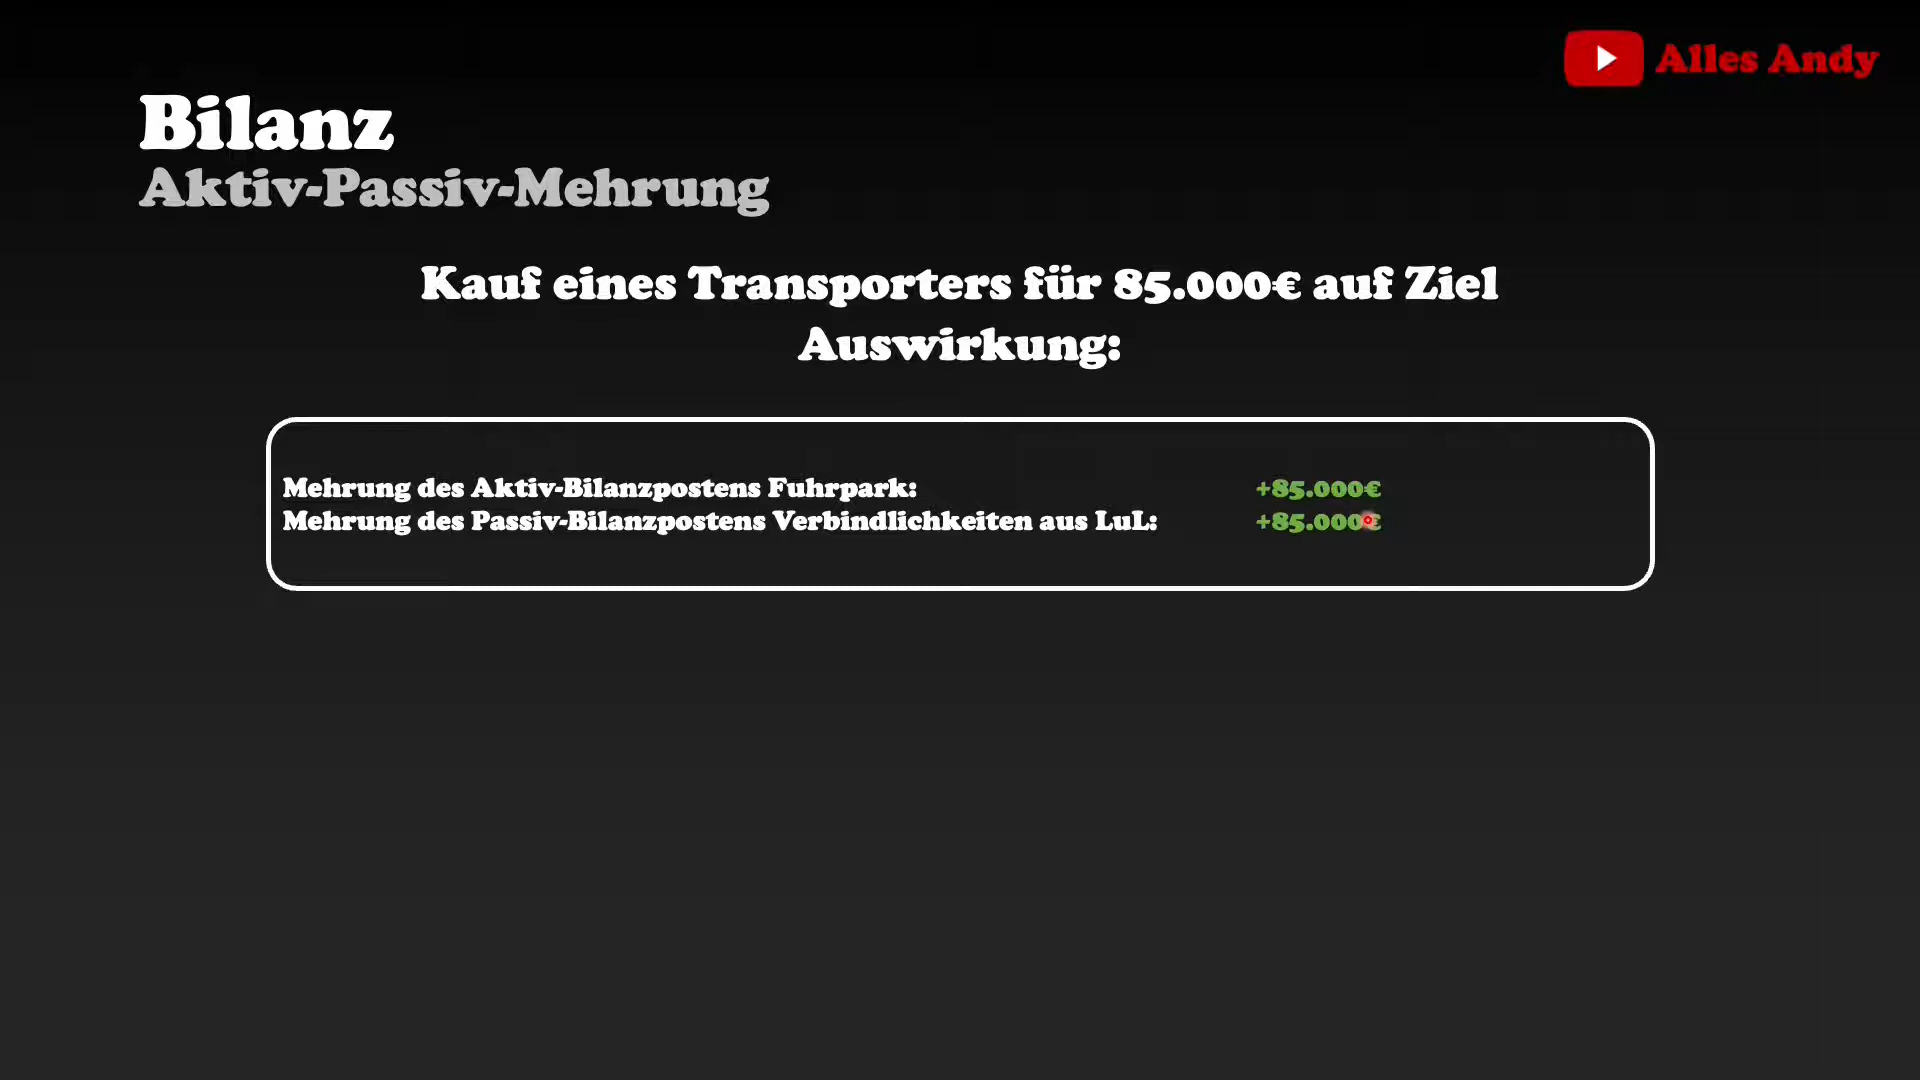 Alles Andy
Bilanz
Aktiv-Passiv-Mehrung
Kauf eines Transporters für 85.000€ auf Ziel
Auswirkung:
Mehrung des Aktiv-Bilanzpostens Fuhrpark: +85.000€
Mehrung des Passiv-Bilanzpostens Verbindlichkeiten aus LuL: +85.000€